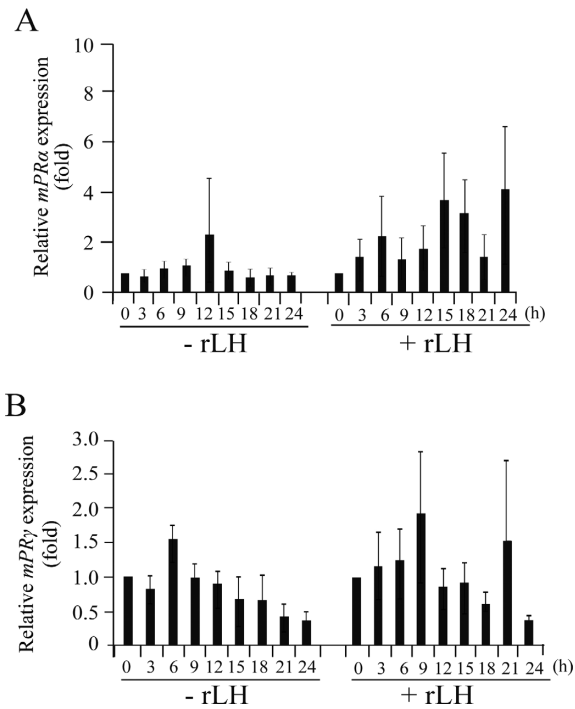 A
Relative mPRα expression
(fold)
10
8
6
4
2
0
0 3 6 9 12 15 18 21 24 0 3 6 9 12 15 18 21 24 (h)
- rLH + rLH
B
Relative mPRγ expression
(fold)
3.0
2.5
2.0
1.5
1.0
0.5
0
0 3 6 9 12 15 18 21 24 0 3 6 9 12 15 18 21 24 (h)
- rLH + rLH